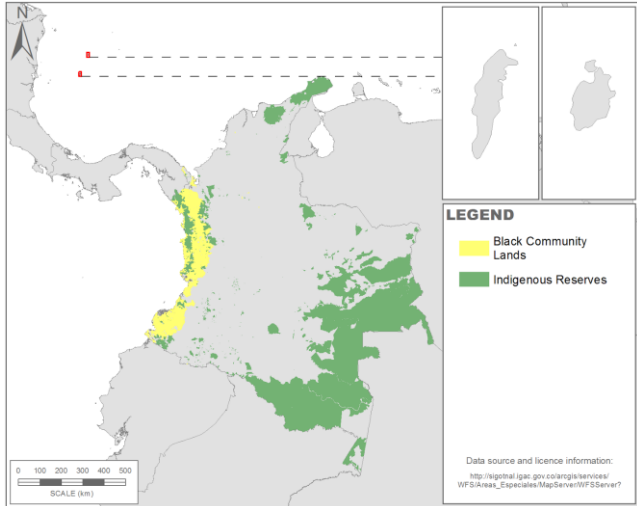 N
LEGEND
Black Community
Lands
Indigenous Reserves
0 100 200 300 400 500
SCALE (km)
Data source and licence information:
http://sigotnal.igac.gov.co/arcgis/services/
WFS/Areas_Especiales/MapServer/WFSServer?